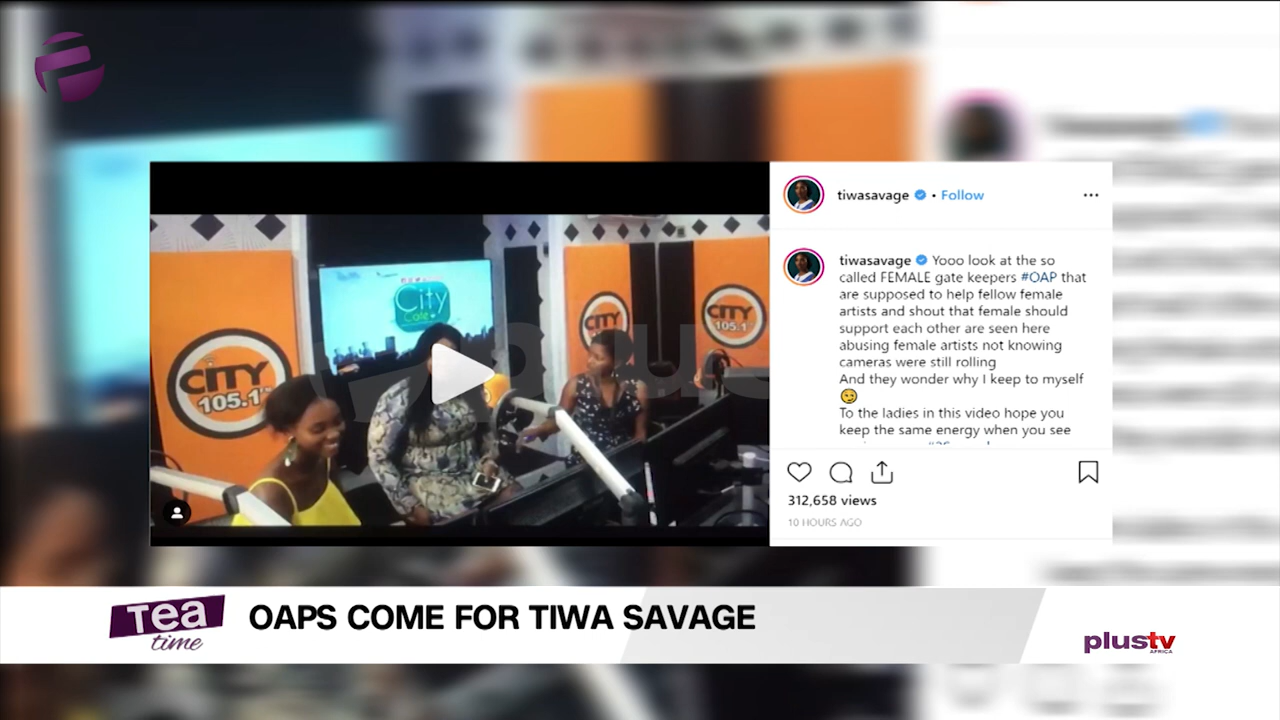 CiTY
105.1
City
Café
CiTY
CiTY
105.1
tiwasavage • Follow
tiwasavage Yooo look at the so
called FEMALE gate keepers #OAP that
are supposed to help fellow female
artists and shout that female should
support each other are seen here
abusing female artists not knowing
cameras were still rolling
And they wonder why I keep to myself
😏
To the ladies in this video hope you
keep the same energy when you see
312,658 views
10 HOURS AGO
Tea
time
OAPS COME FOR TIWA SAVAGE
plustv
AFRICA